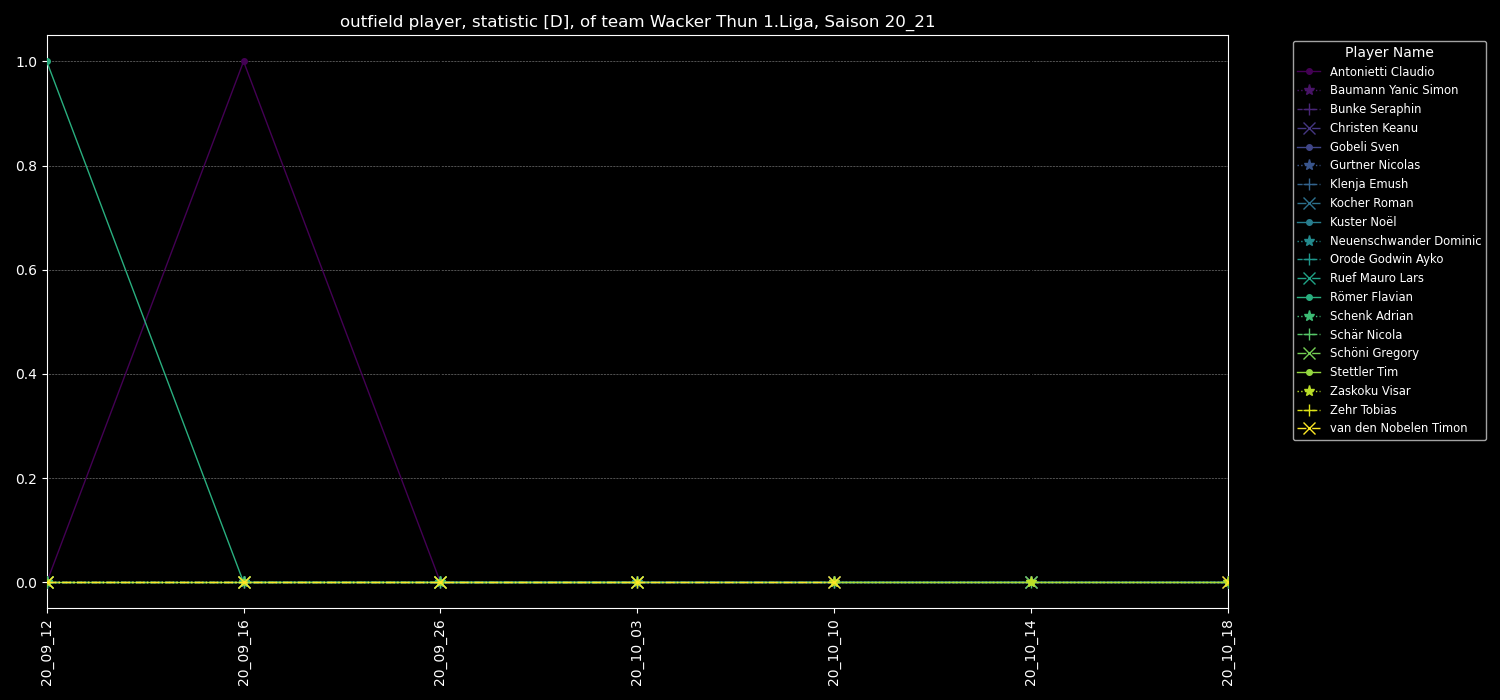 outfield player, statistic [D], of team Wacker Thun 1.Liga, Saison 20_21
1.0
0.8
0.6
0.4
0.2
0.0
20_09_12
20_09_16
20_09_26
20_10_03
20_10_10
20_10_14
20_10_18
Player Name
Antonietti Claudio
Baumann Yanic Simon
Bunke Seraphin
Christen Keanu
Gobeli Sven
Gurtner Nicolas
Klenja Emush
Kocher Roman
Kuster Noël
Neuenschwander Dominic
Orode Godwin Ayko
Ruef Mauro Lars
Römer Flavian
Schenk Adrian
Schär Nicola
Schöni Gregory
Stettler Tim
Zaskoku Visar
Zehr Tobias
van den Nobelen Timon